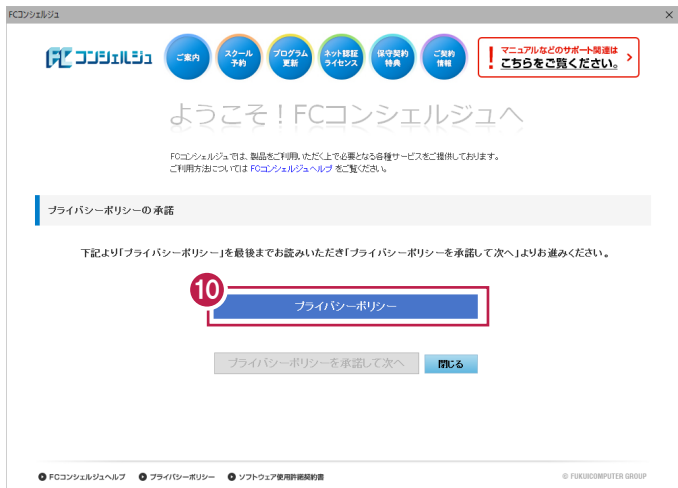 FCコンシェルジュ
FC コンシェルジュ
ご案内
スクール
予約
プログラム
更新
ネット認証
ライセンス
保守契約
特典
ご契約
情報
マニュアルなどのサポート関連は
こちらをご覧ください。
ようこそ！FCコンシェルジュへ
FCコンシェルジュでは、製品をご利用いただく上で必要となる各種サービスをご提供しております。
ご利用方法については FCコンシェルジュヘルプ をご覧ください。
プライバシーポリシーの承諾
下記より「プライバシーポリシー」を最後までお読みいただき「プライバシーポリシーを承諾して次へ」よりお進みください。
10
プライバシーポリシー
プライバシーポリシーを承諾して次へ 閉じる
FCコンシェルジュヘルプ プライバシーポリシー ソフトウェア使用許諾契約書 © FUKUICOMPUTER GROUP